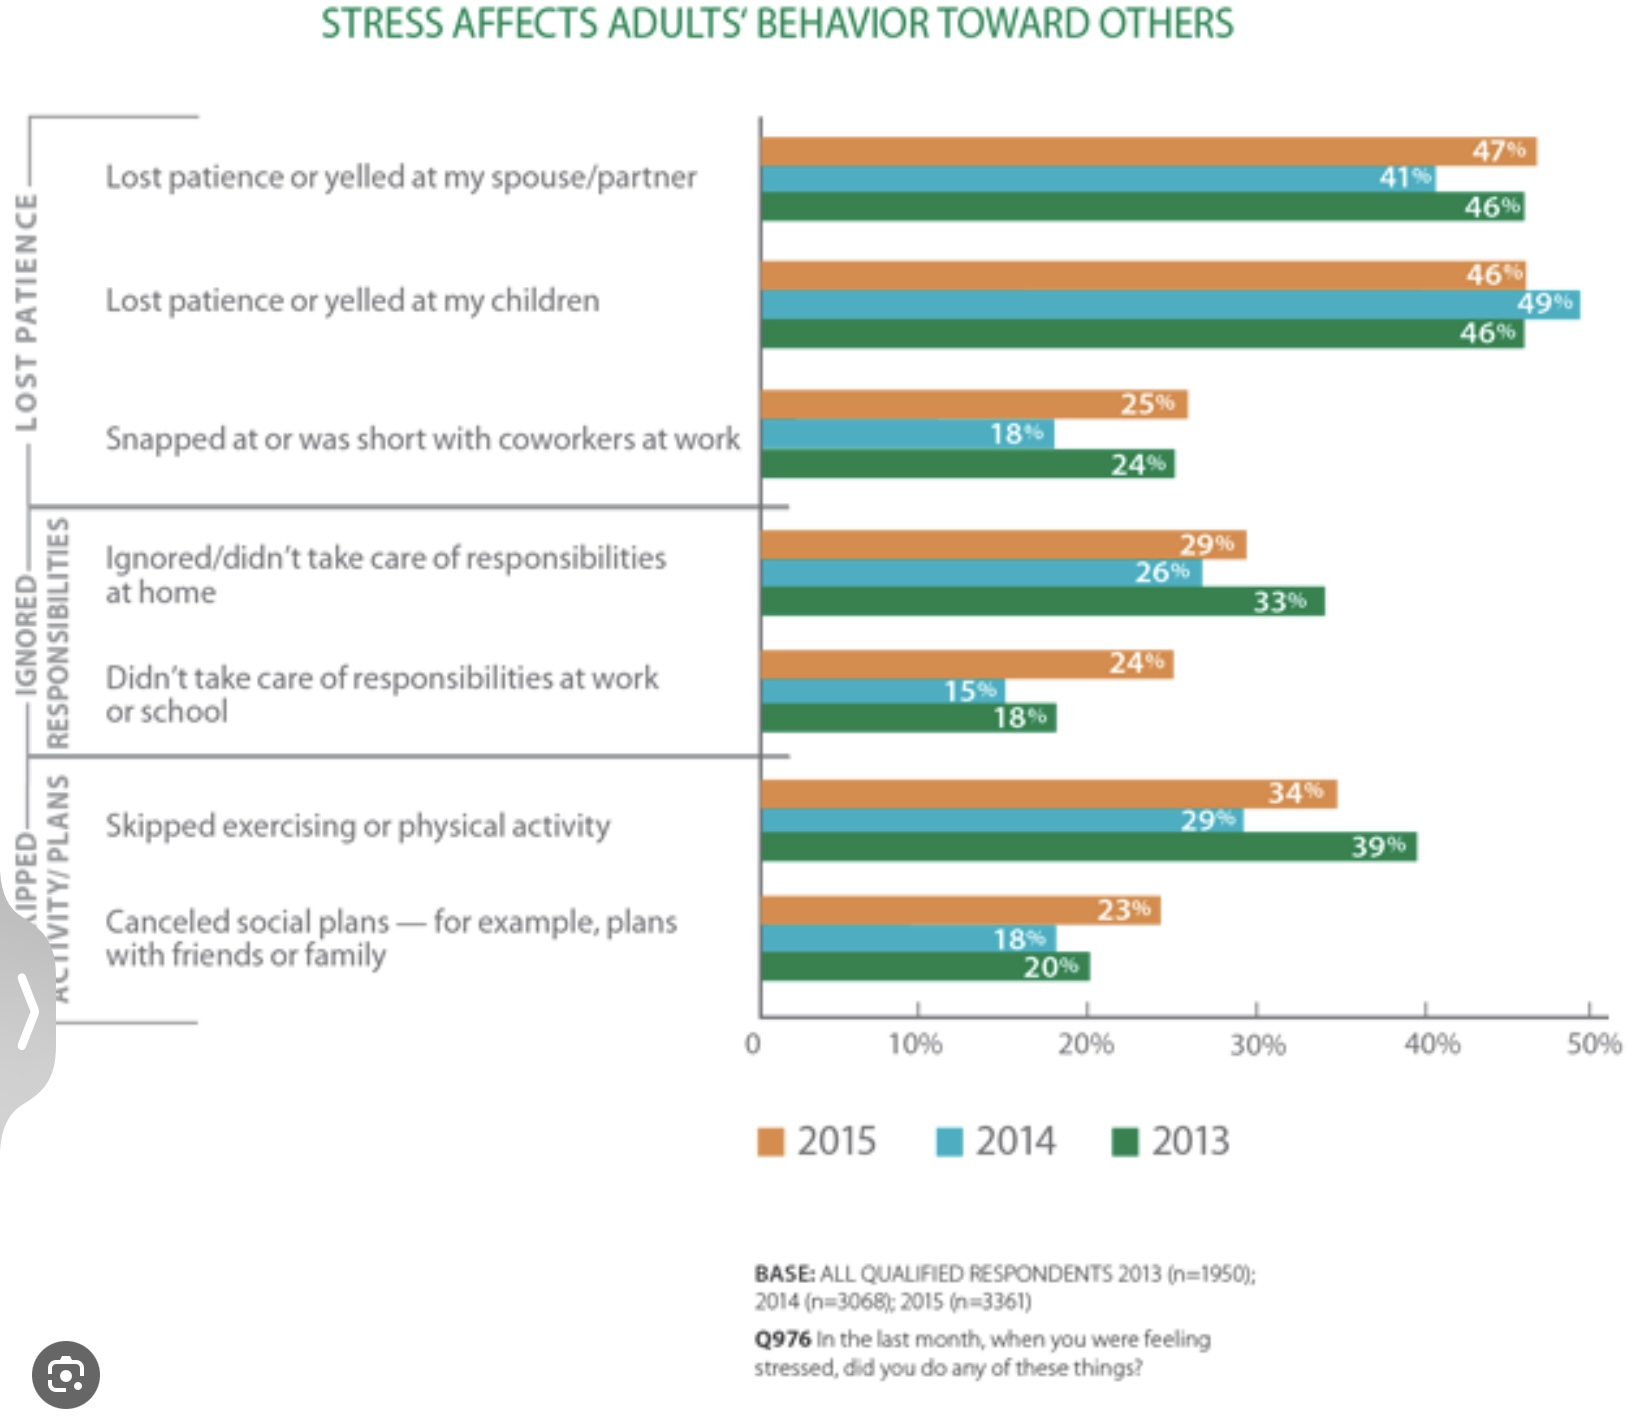 STRESS AFFECTS ADULTS' BEHAVIOR TOWARD OTHERS
LOST PATIENCE
Lost patience or yelled at my spouse/partner
47%
41%
46%
Lost patience or yelled at my children
46%
49%
46%
Snapped at or was short with coworkers at work
25%
18%
24%
IGNORED
RESPONSIBILITIES
Ignored/didn't take care of responsibilities
at home
29%
26%
33%
Didn't take care of responsibilities at work
or school
24%
15%
18%
ACTIVITY/ PLANS
Skipped exercising or physical activity
34%
29%
39%
Canceled social plans — for example, plans
with friends or family
23%
18%
20%
0 10% 20% 30% 40% 50%
2015 2014 2013
BASE: ALL QUALIFIED RESPONDENTS 2013 (n=1950);
2014 (n=3068); 2015 (n=3361)
Q976 In the last month, when you were feeling
stressed, did you do any of these things?